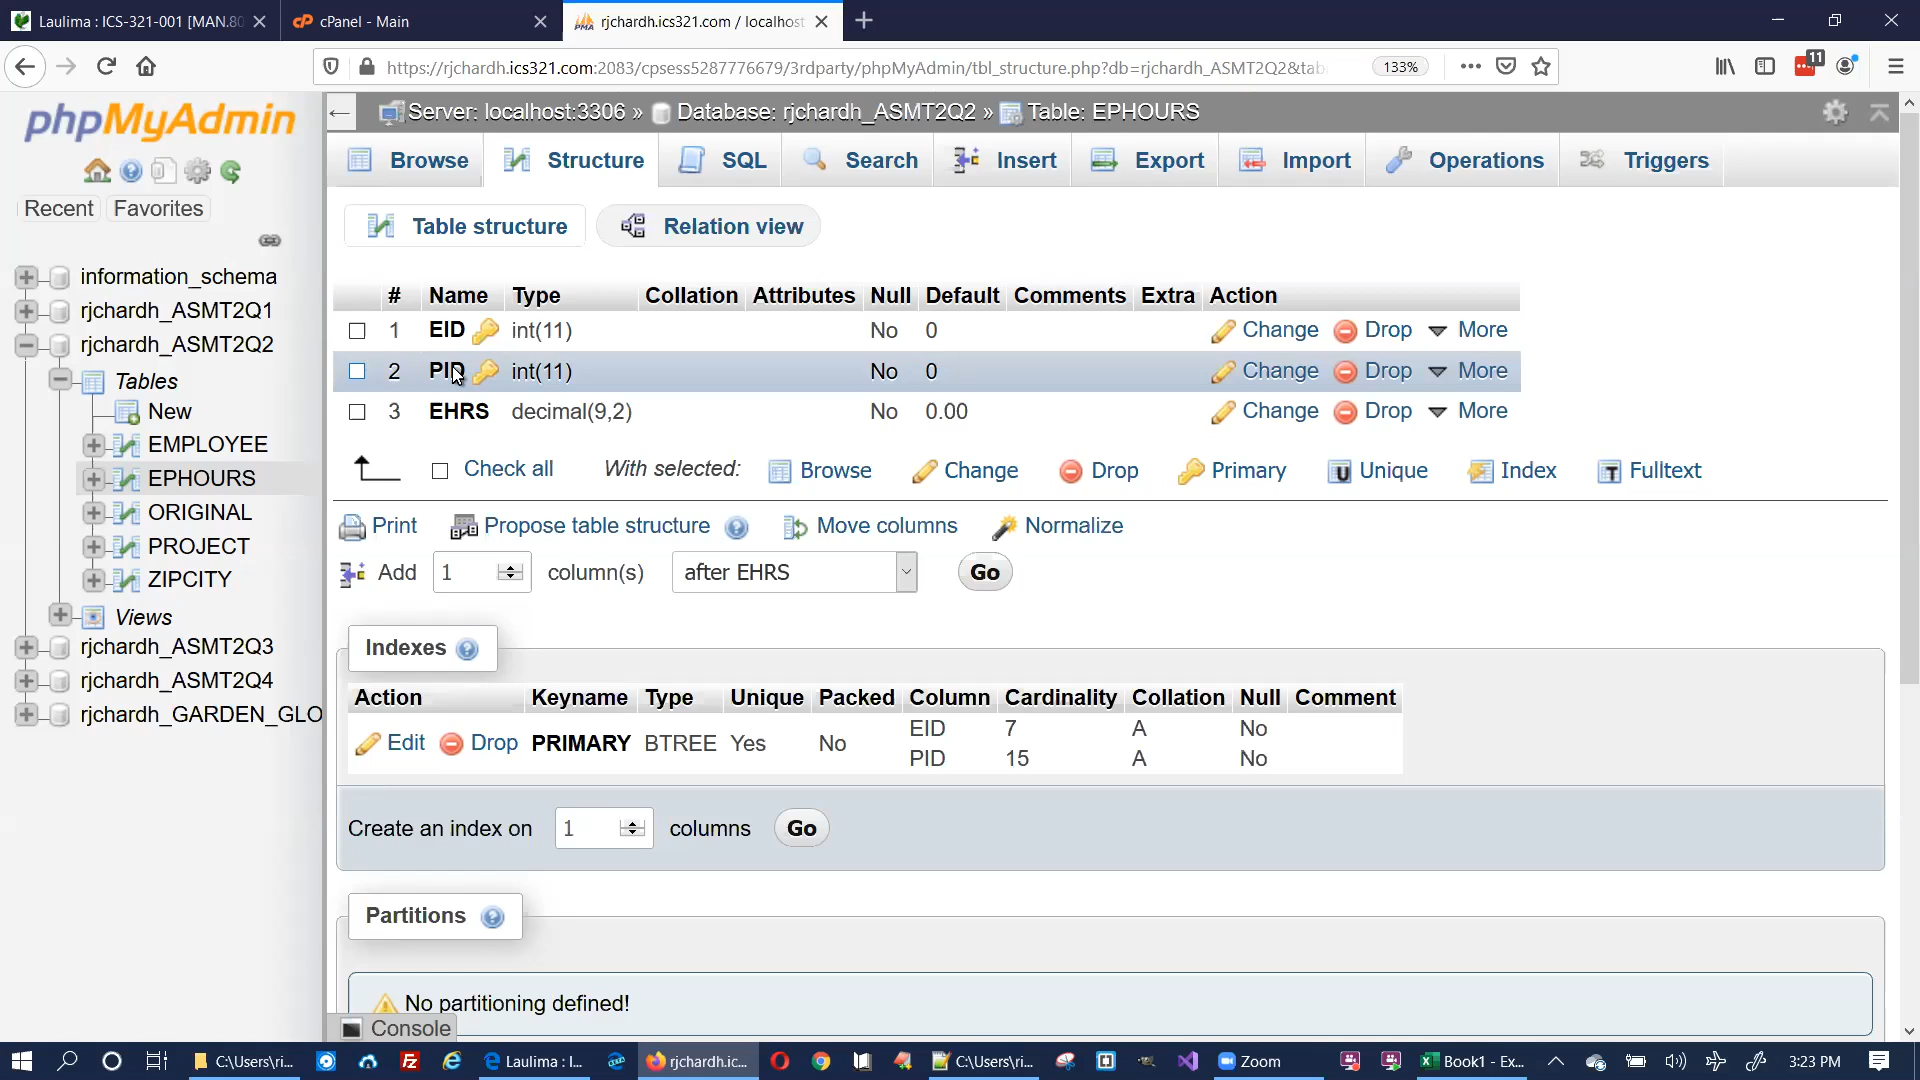 Laulima : ICS-321-001 [MAN.80
cPanel - Main
rjchardh.ics321.com / localhost
https://rjchardh.ics321.com:2083/cpsess5287776679/3rdparty/phpMyAdmin/tbl_structure.php?db=rjchardh_ASMT2Q2&tab
133%
11
phpMyAdmin
Recent
Favorites
information_schema
rjchardh_ASMT2Q1
rjchardh_ASMT2Q2
Tables
New
EMPLOYEE
EPHOURS
ORIGINAL
PROJECT
ZIPCITY
Views
rjchardh_ASMT2Q3
rjchardh_ASMT2Q4
rjchardh_GARDEN_GLO
Server: localhost:3306 » Database: rjchardh_ASMT2Q2 » Table: EPHOURS
Browse Structure SQL Search Insert Export Import Operations Triggers
Table structure Relation view
# Name Type Collation Attributes Null Default Comments Extra Action
1 EID int(11) No 0 Change Drop More
2 PID int(11) No 0 Change Drop More
3 EHRS decimal(9,2) No 0.00 Change Drop More
Check all With selected: Browse Change Drop Primary Unique Index Fulltext
Print Propose table structure Move columns Normalize
Add 1 column(s) after EHRS Go
Indexes
Action Keyname Type Unique Packed Column Cardinality Collation Null Comment
EID 7 A No
Edit Drop PRIMARY BTREE Yes No
PID 15 A No
Create an index on 1 columns Go
Partitions
No partitioning defined!
Console
C:\Users\ri...
Laulima : I...
rjchardh.ic...
C:\Users\ri...
Zoom
Book1 - Ex...
3:23 PM